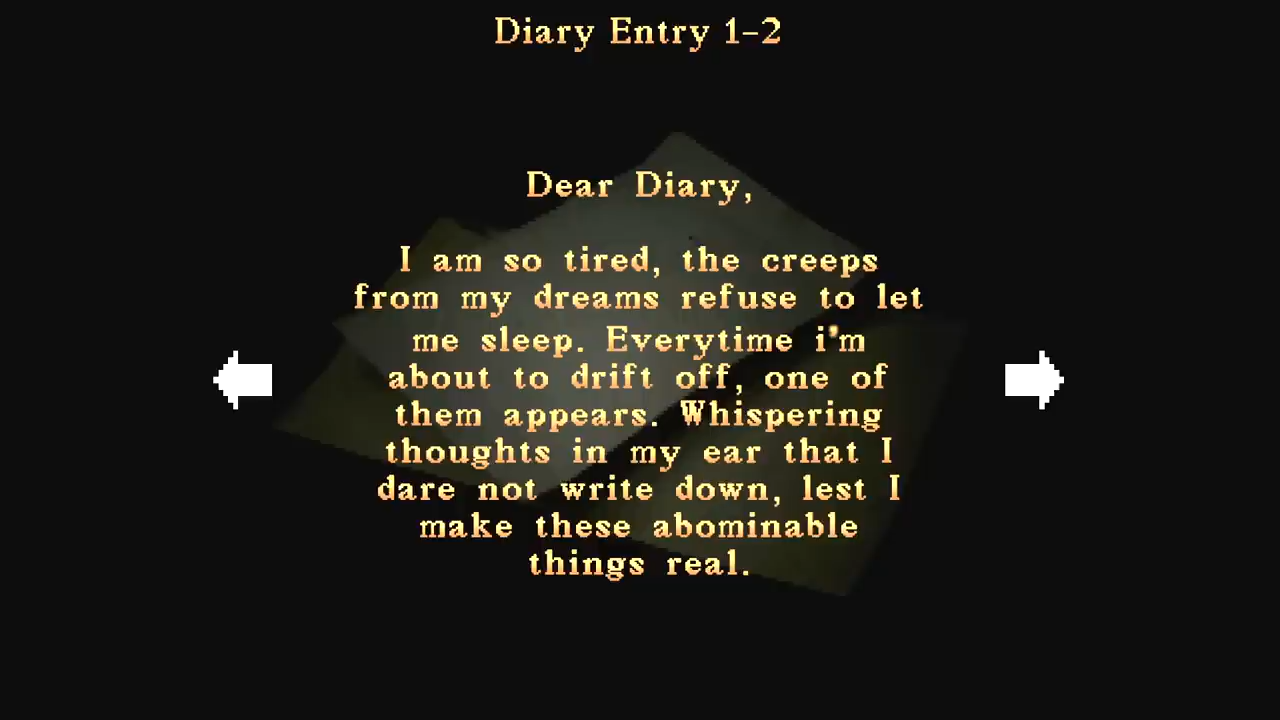 Diary Entry 1-2
Dear Diary,
I am so tired, the creeps
from my dreams refuse to let
me sleep. Everytime i'm
about to drift off, one of
them appears. Whispering
thoughts in my ear that I
dare not write down, lest I
make these abominable
things real.